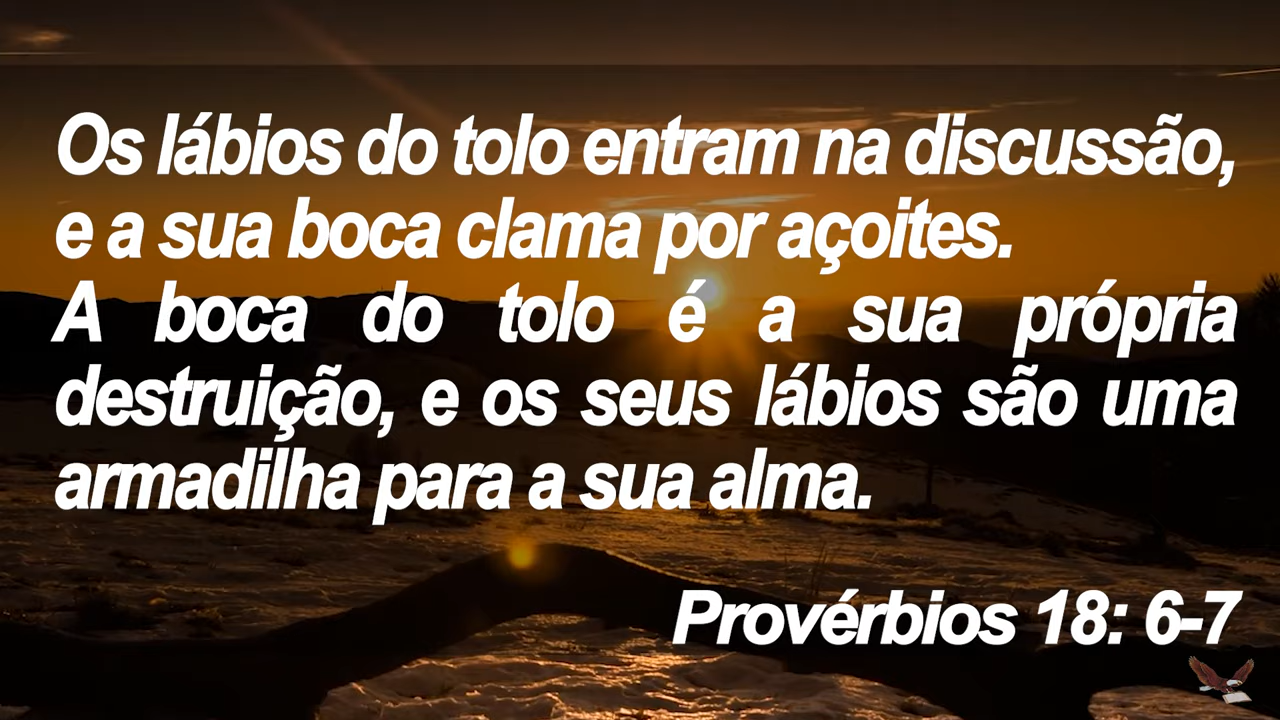 Os lábios do tolo entram na discussão,
e a sua boca clama por açoites.
A boca do tolo é a sua própria
destruição, e os seus lábios são uma
armadilha para a sua alma.
Provérbios 18: 6-7